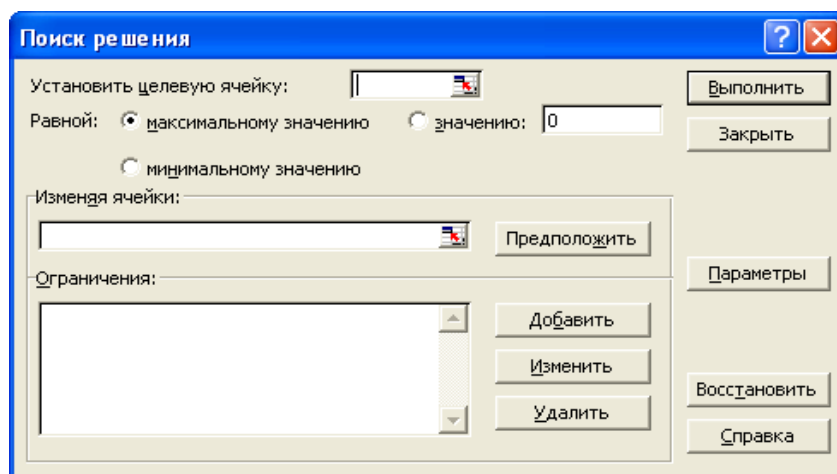 Поиск решения
Установить целевую ячейку:
Равной: максимальному значению значению: 0
минимальному значению
Изменяя ячейки:
Предположить
Ограничения:
Добавить
Изменить
Удалить
Выполнить
Закрыть
Параметры
Восстановить
Справка